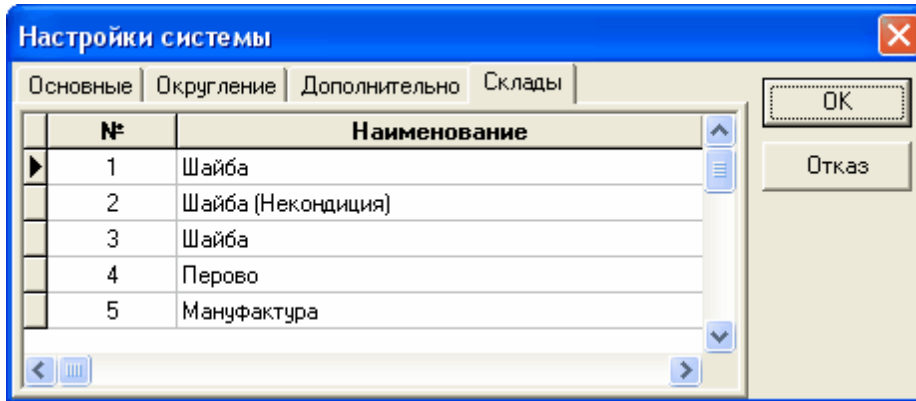 Настройки системы
Основные Округление Дополнительно Склады
№ Наименование
1 Шайба
2 Шайба (Некондиция)
3 Шайба
4 Перово
5 Мануфактура
OK
Отказ